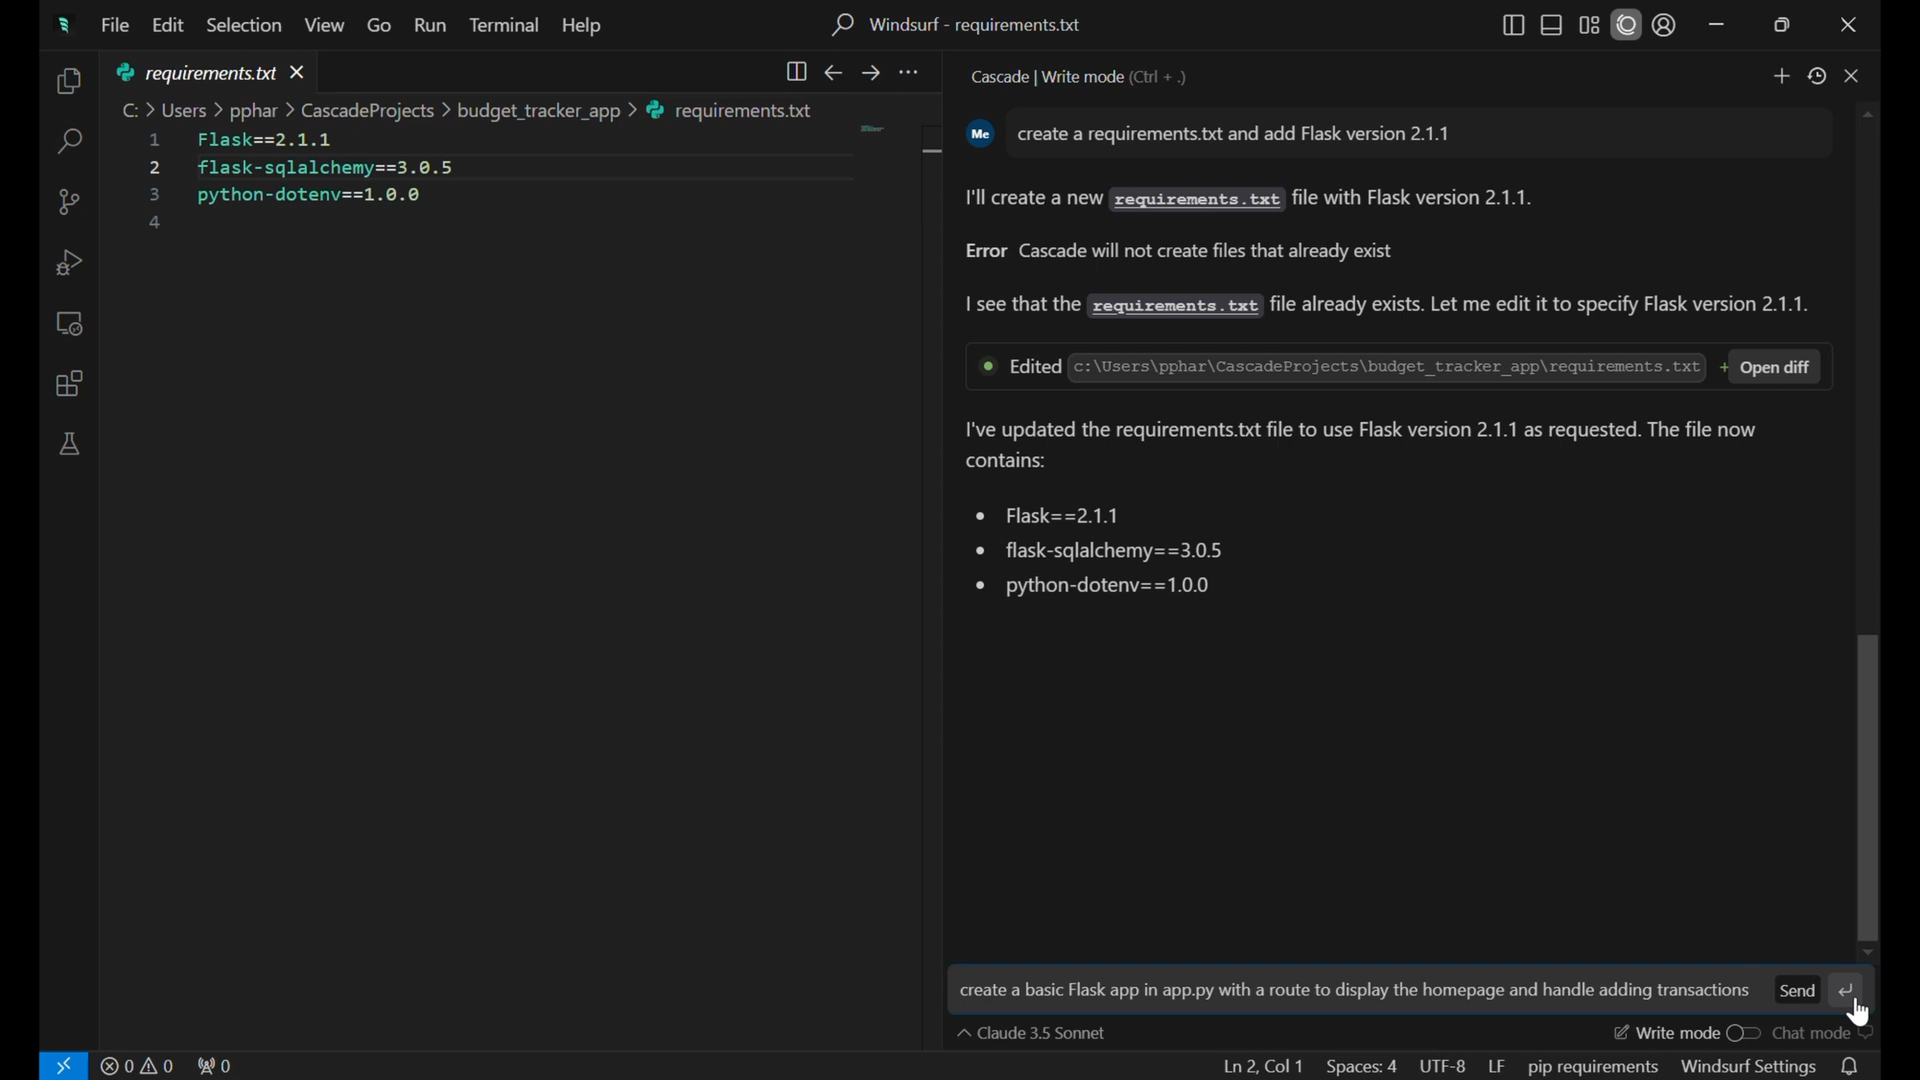 File Edit Selection View Go Run Terminal Help
Windsurf - requirements.txt
requirements.txt
C: > Users > pphar > CascadeProjects > budget_tracker_app > requirements.txt
1 Flask==2.1.1
2 flask-sqlalchemy==3.0.5
3 python-dotenv==1.0.0
4
Cascade | Write mode (Ctrl + .)
Me create a requirements.txt and add Flask version 2.1.1
I'll create a new requirements.txt file with Flask version 2.1.1.
Error Cascade will not create files that already exist
I see that the requirements.txt file already exists. Let me edit it to specify Flask version 2.1.1.
Edited c:\Users\pphar\CascadeProjects\budget_tracker_app\requirements.txt + Open diff
I've updated the requirements.txt file to use Flask version 2.1.1 as requested. The file now
contains:
• Flask==2.1.1
• flask-sqlalchemy==3.0.5
• python-dotenv==1.0.0
create a basic Flask app in app.py with a route to display the homepage and handle adding transactions Send
Claude 3.5 Sonnet
Write mode Chat mode
0 0 0
Ln 2, Col 1 Spaces: 4 UTF-8 LF pip requirements Windsurf Settings